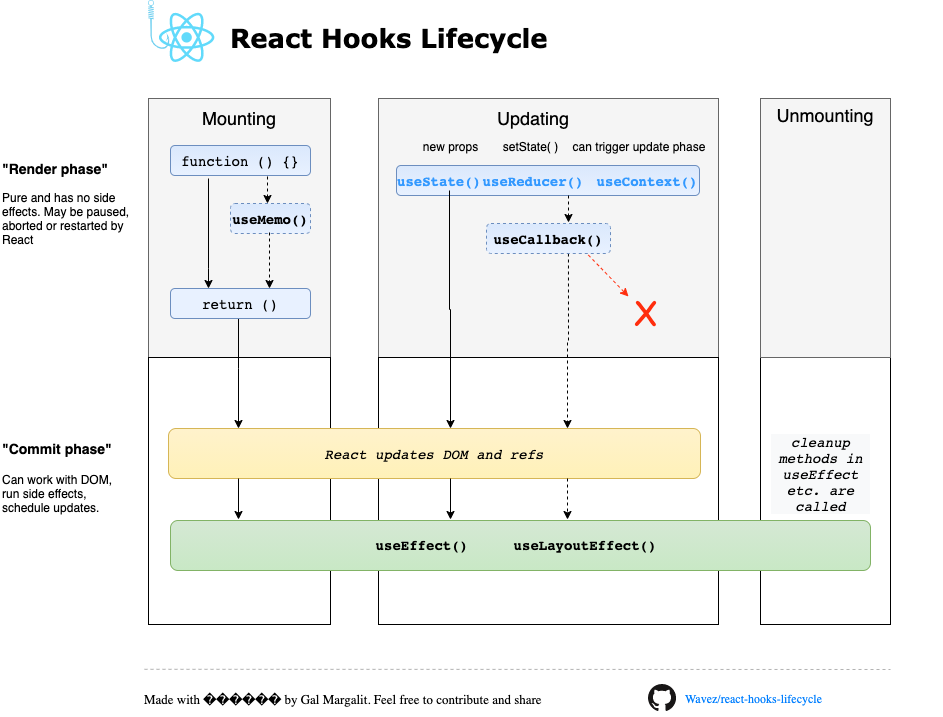 React Hooks Lifecycle
Mounting
Updating
Unmounting
new props
setState( )
can trigger update phase
"Render phase"
Pure and has no side
effects. May be paused,
aborted or restarted by
React
function () {}
useMemo()
return ()
useState()
useReducer()
useContext()
useCallback()
X
"Commit phase"
Can work with DOM,
run side effects,
schedule updates.
React updates DOM and refs
cleanup
methods in
useEffect
etc. are
called
useEffect()
useLayoutEffect()
Made with ������ by Gal Margalit. Feel free to contribute and share
Wavez/react-hooks-lifecycle